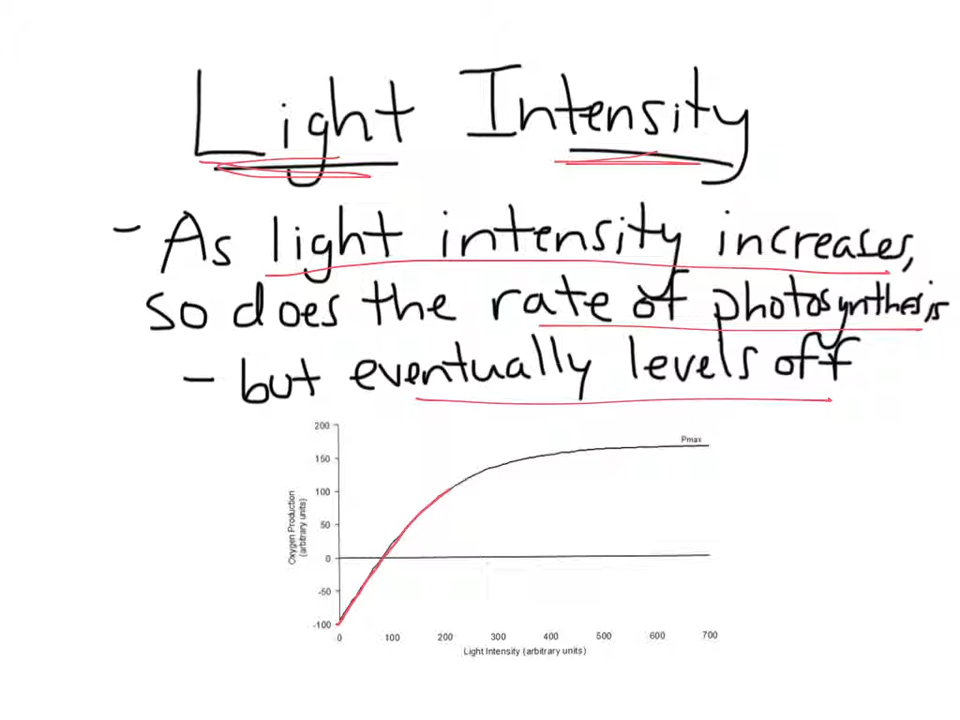 Light Intensity
- As light intensity increases,
so does the rate of photosynthesis
- but eventually levels off
200
Pmax
150
100
50
0
-50
-100
Oxygen Production
(arbitrary units)
0 100 200 300 400 500 600 700
Light Intensity (arbitrary units)